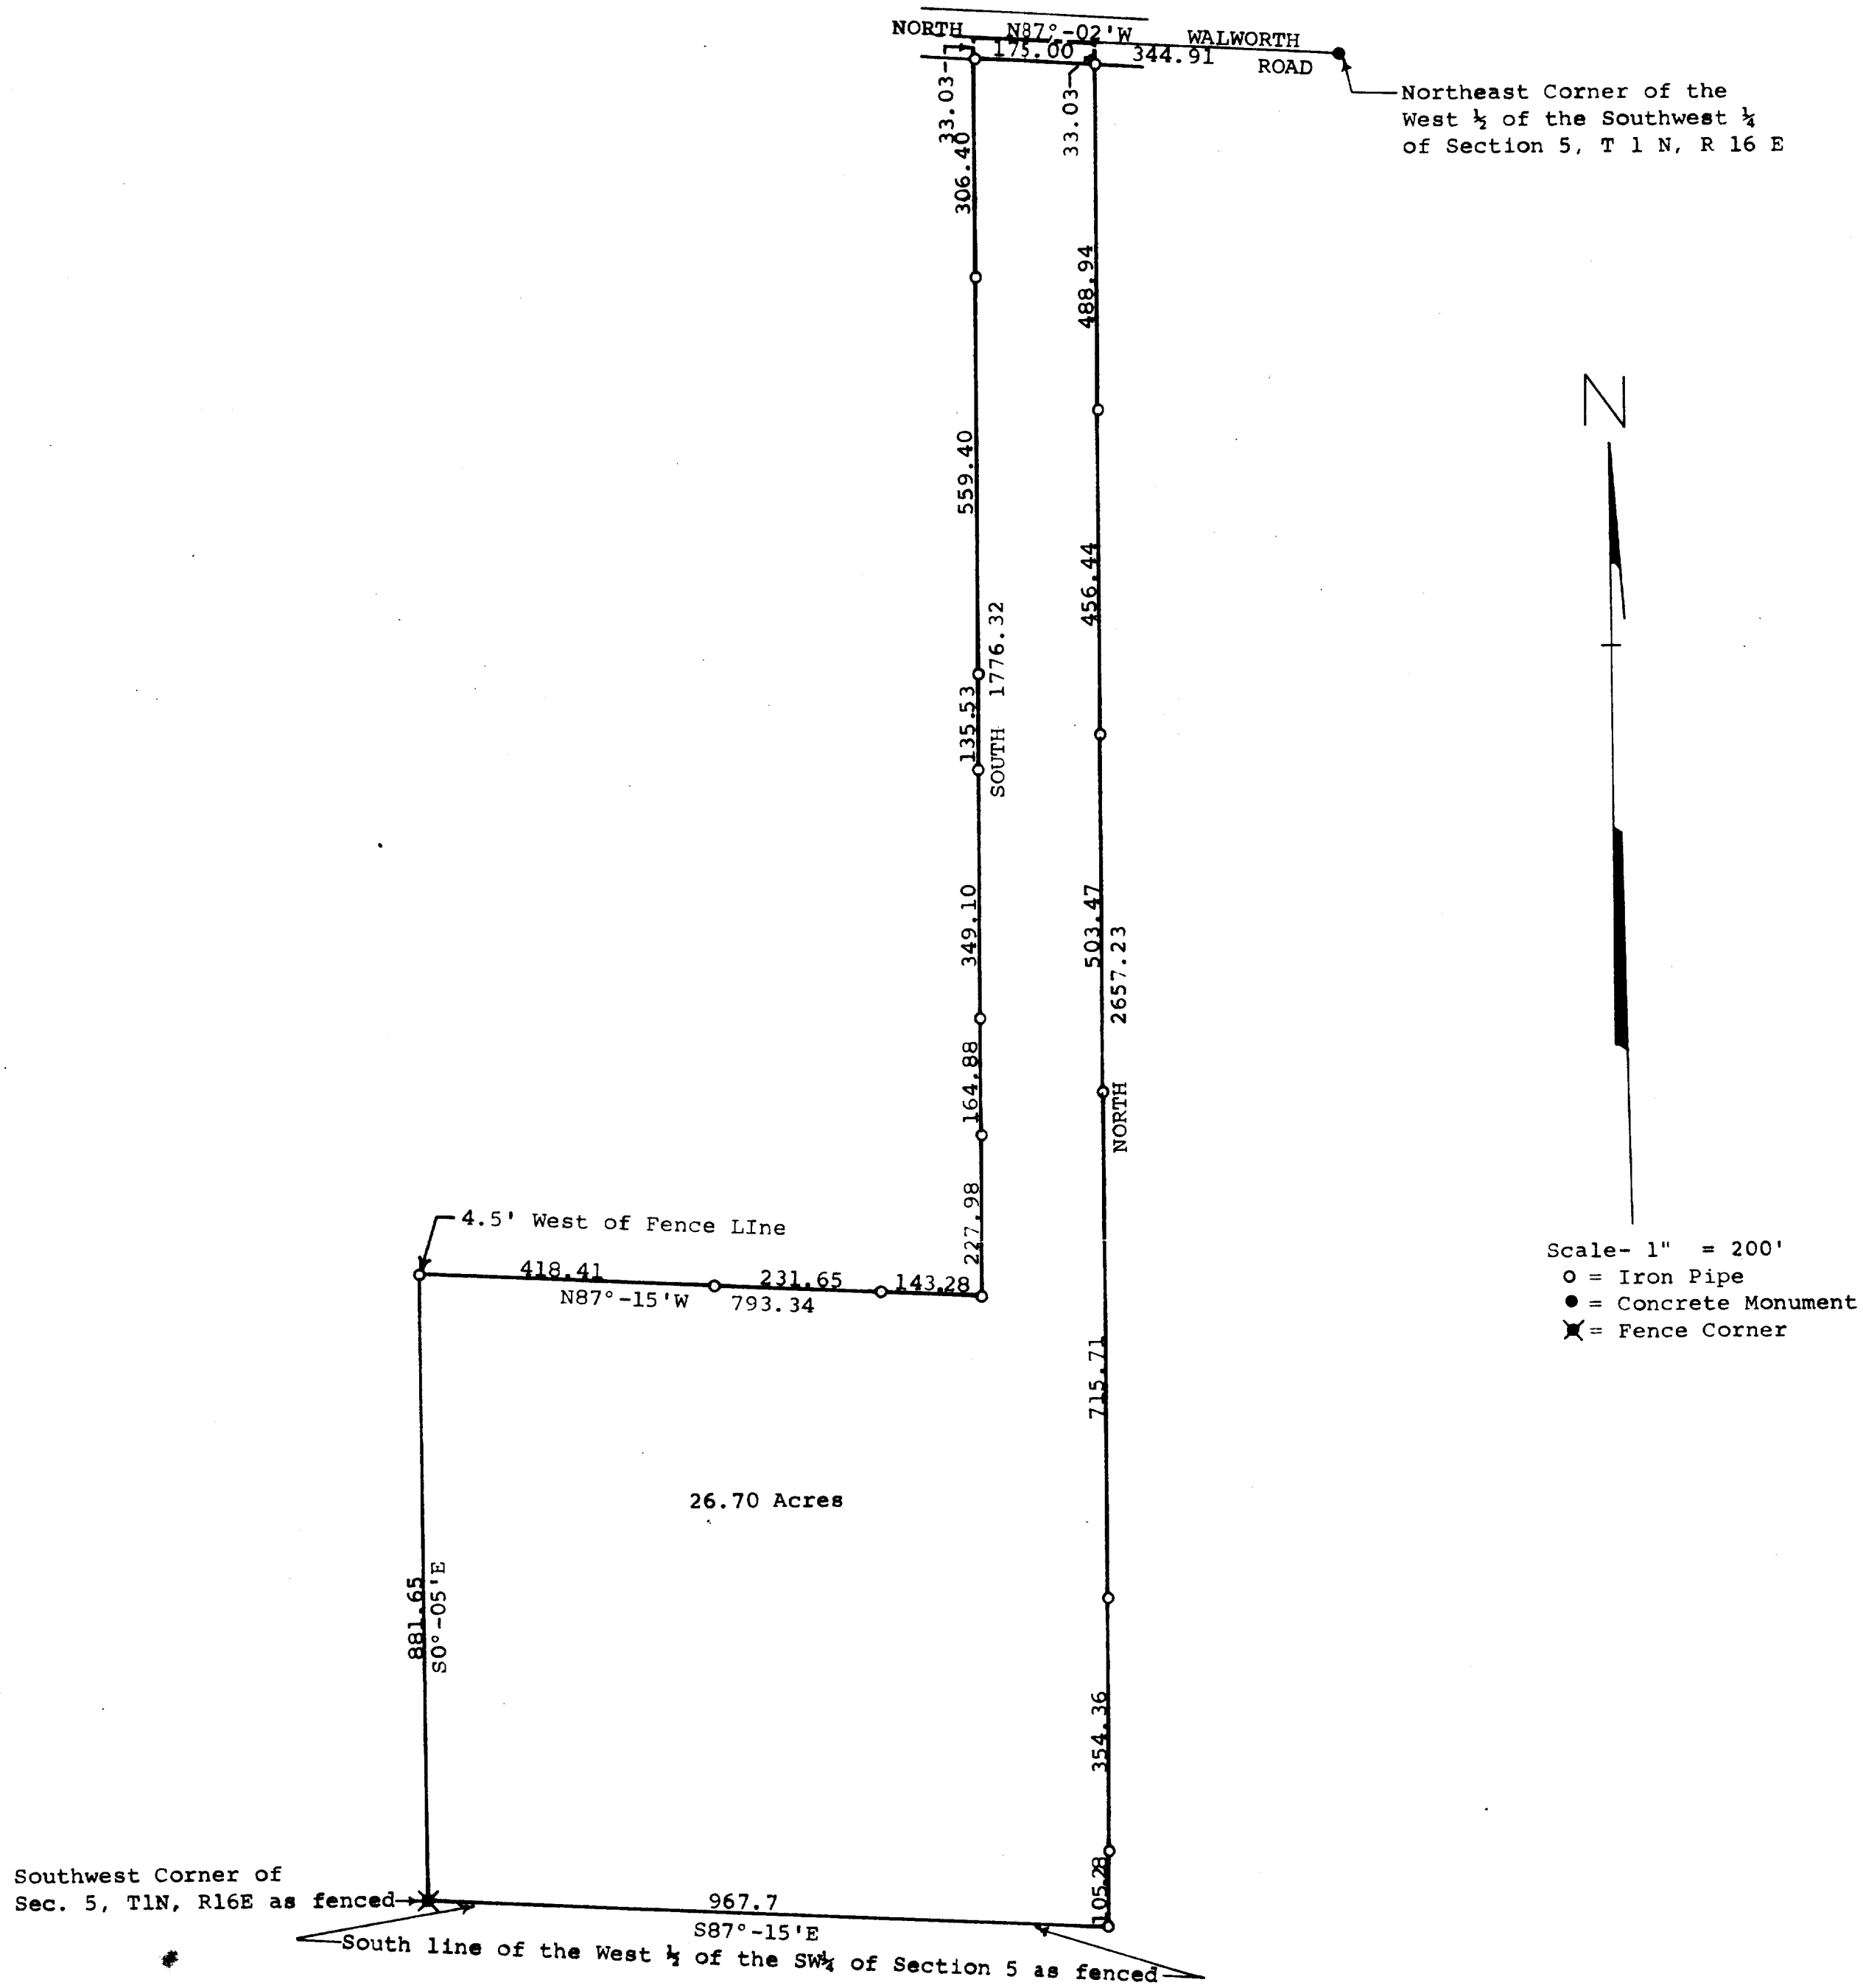 NORTH N87°-02'W WALWORTH
175.00 344.91 ROAD
33.03
33.03
Northeast Corner of the
West ½ of the Southwest ¼
of Section 5, T 1 N, R 16 E
306.40
488.94
559.40
456.44
135.53
SOUTH 1776.32
349.10
503.47
NORTH 2657.23
164.88
227.98
N
4.5' West of Fence LIne
418.41 231.65 143.28
N87°-15'W 793.34
Scale- 1" = 200'
= Iron Pipe
= Concrete Monument
= Fence Corner
715.71
26.70 Acres
881.65
S0°-05'E
354.36
105.28
Southwest Corner of
Sec. 5, T1N, R16E as fenced
967.7
S87°-15'E
South line of the West ½ of the SW¼ of Section 5 as fenced